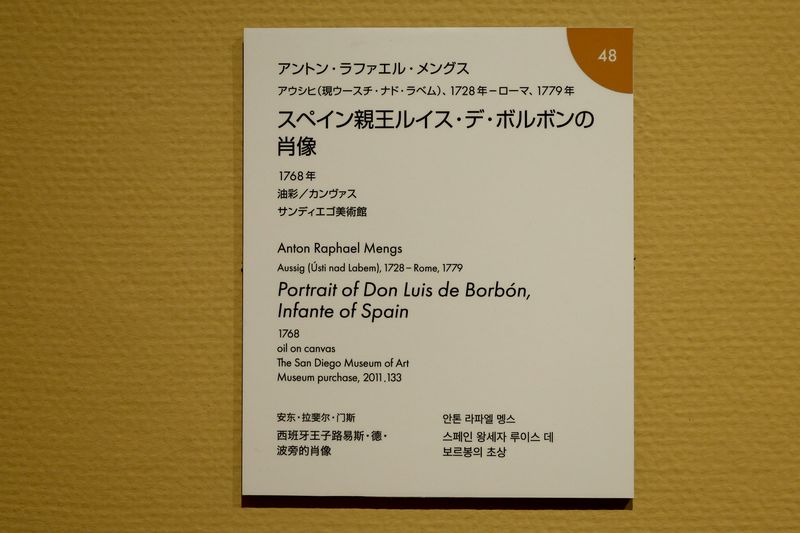 48
アントン・ラファエル・メングス
アウシヒ（現ウースチ・ナド・ラベム）、1728年－ローマ、1779年
スペイン親王ルイス・デ・ボルボンの
肖像
1768年
油彩／カンヴァス
サンディエゴ美術館
Anton Raphael Mengs
Aussig (Ústi nad Labem), 1728 – Rome, 1779
Portrait of Don Luis de Borbón,
Infante of Spain
1768
oil on canvas
The San Diego Museum of Art
Museum purchase, 2011.133
安东・拉斐尔・门斯
西班牙王子路易斯・德・
波旁的肖像
안톤 라파엘 멩스
스페인 왕세자 루이스 데
보르봉의 초상